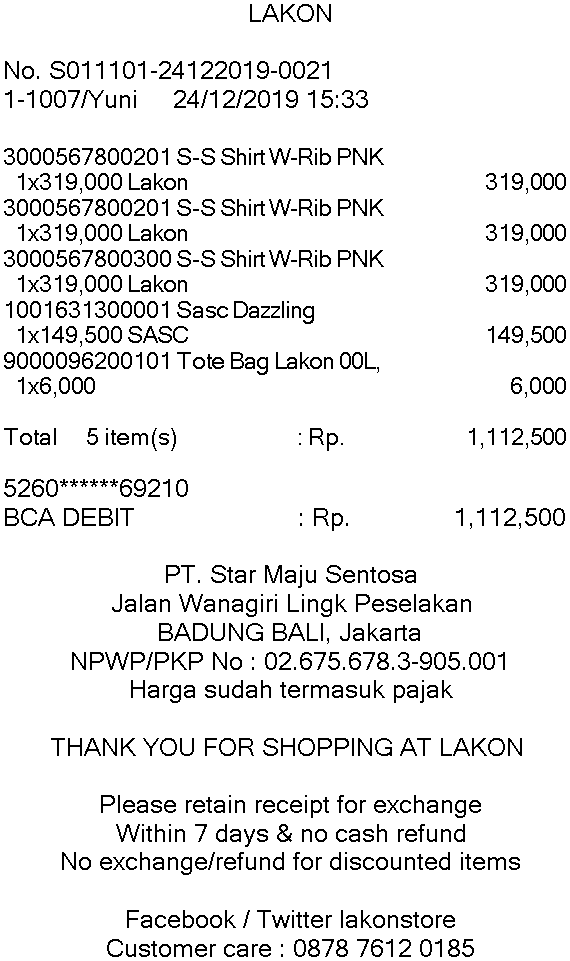 LAKON
No. S011101-24122019-0021
1-1007/Yuni 24/12/2019 15:33
3000567800201 S-S Shirt W-Rib PNK
1x319,000 Lakon 319,000
3000567800201 S-S Shirt W-Rib PNK
1x319,000 Lakon 319,000
3000567800300 S-S Shirt W-Rib PNK
1x319,000 Lakon 319,000
1001631300001 Sasc Dazzling
1x149,500 SASC 149,500
9000096200101 Tote Bag Lakon 00L,
1x6,000 6,000
Total 5 item(s) : Rp. 1,112,500
5260******69210
BCA DEBIT : Rp. 1,112,500
PT. Star Maju Sentosa
Jalan Wanagiri Lingk Peselakan
BADUNG BALI, Jakarta
NPWP/PKP No : 02.675.678.3-905.001
Harga sudah termasuk pajak
THANK YOU FOR SHOPPING AT LAKON
Please retain receipt for exchange
Within 7 days & no cash refund
No exchange/refund for discounted items
Facebook / Twitter lakonstore
Customer care : 0878 7612 0185